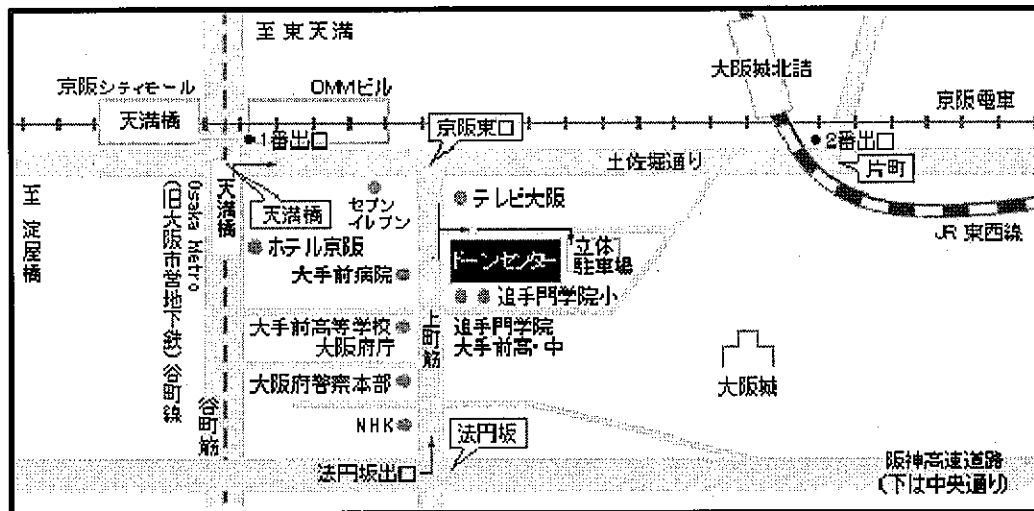 至 東天満
大阪城北詰
京阪シティモール
OMMビル
京阪電車
天満橋
京阪東口
1番出口
2番出口
土佐堀通り
片町
至 淀屋橋
Osaka Metro
(旧大阪市営地下鉄)谷町線
天満橋
天満橋
セブン
イレブン
テレビ大阪
JR 東西線
ホテル京阪
ドーンセンター
立体
駐車場
大手前病院
追手門学院小
大手前高等学校
大阪府庁
上町筋
追手門学院
大手前高・中
大阪城
大阪府警察本部
谷町筋
NHK
法円坂
法円坂出口
阪神高速道路
(下は中央通り)